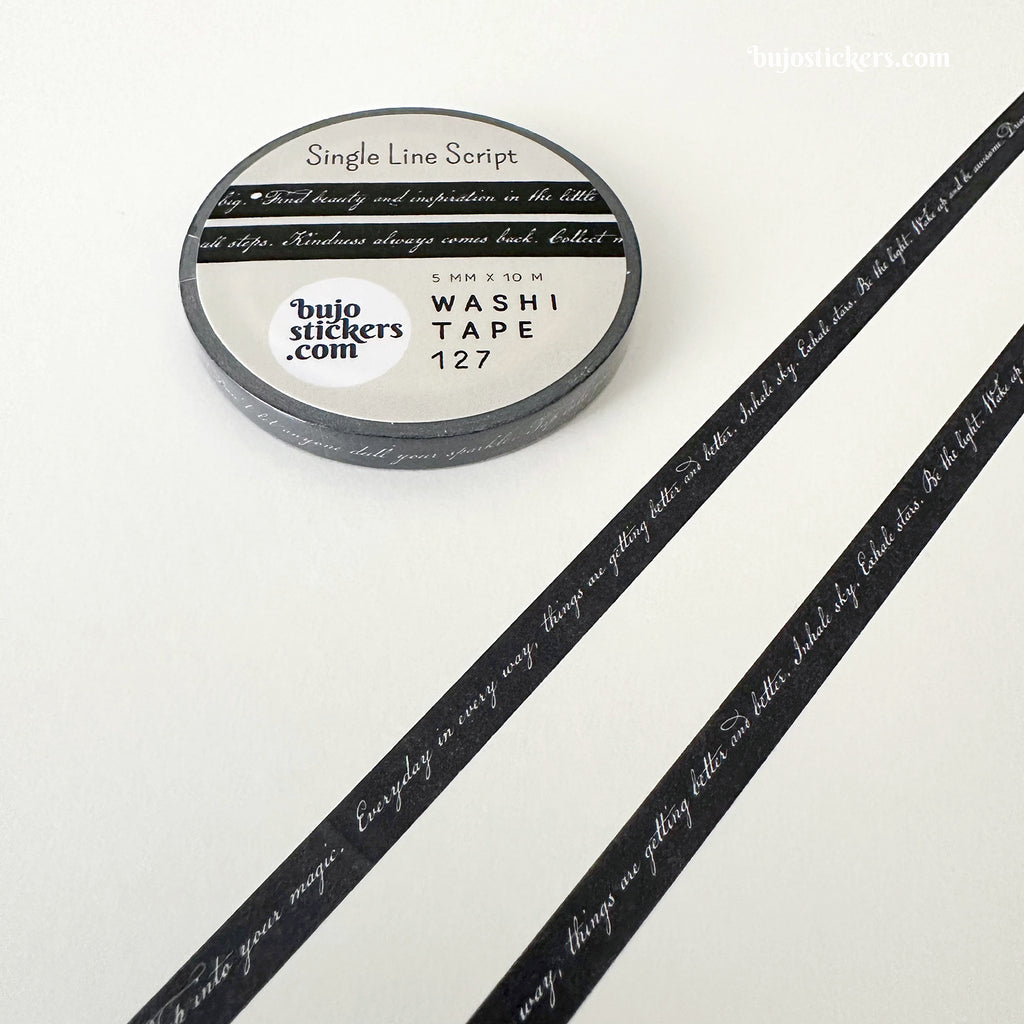 bujostickers.com
Single Line Script
big. Find beauty and inspiration in the little
all steps. Kindness always comes back. Collect m
5 MM X 10 M
bujo
stickers
.com
WASHI
TAPE
127
let anyone dull your sparkle.
into your magic. Everyday in every way, things are getting better and better. Inhale sky. Exhale stars. Be the light. Wake up and be awesome.
way, things are getting better and better. Inhale sky. Exhale stars. Be the light. Wake up